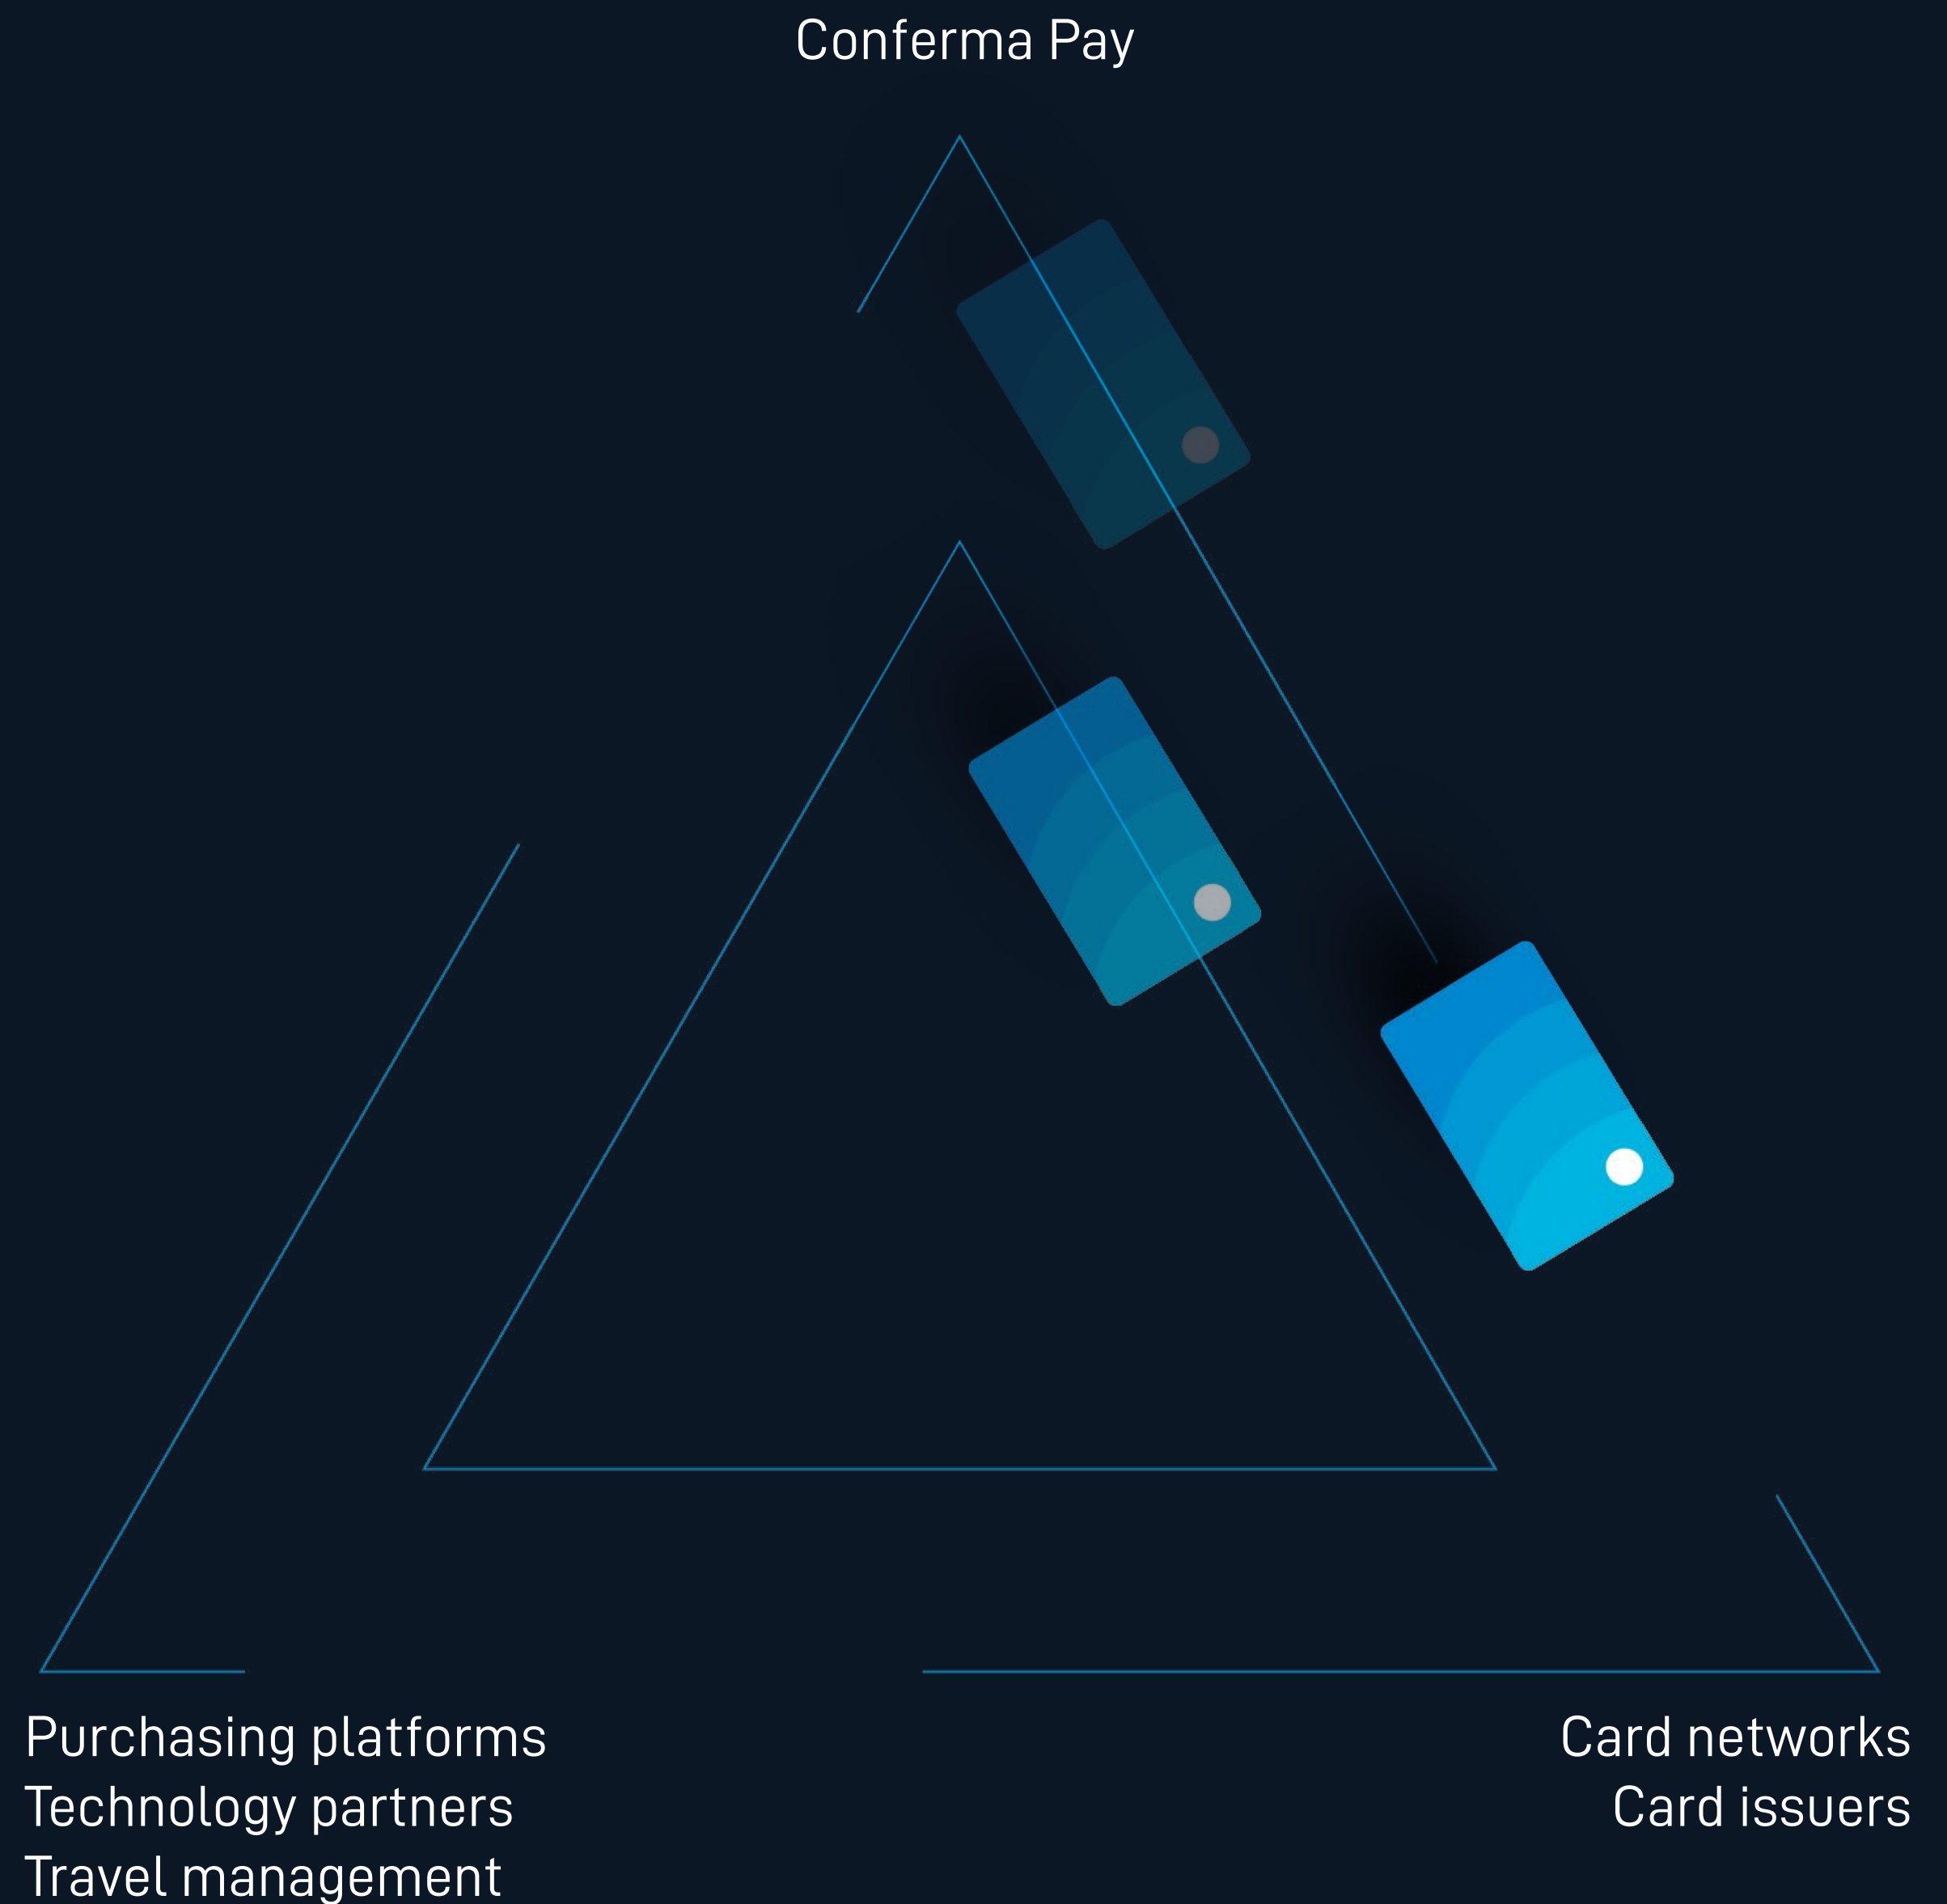 Conferma Pay
Purchasing platforms
Technology partners
Travel management
Card networks
Card issuers